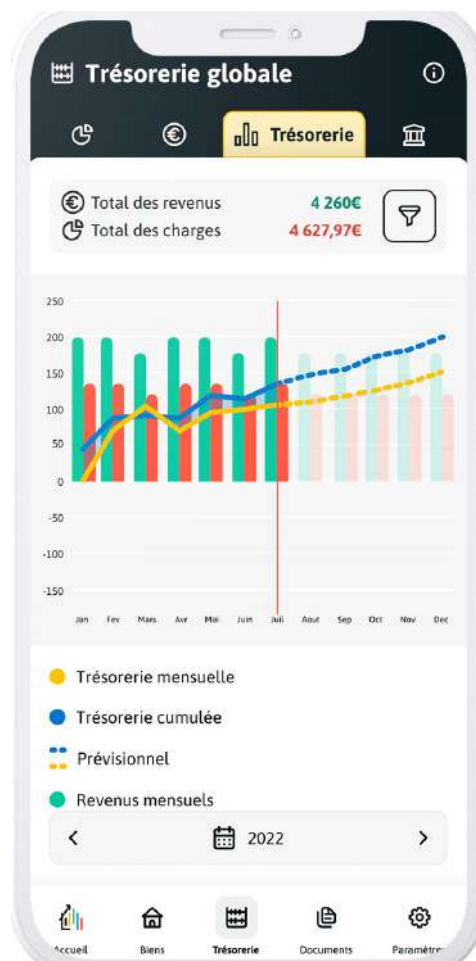 Trésorerie globale
Trésorerie
Total des revenus 4 260€
Total des charges 4 627,97€
250
200
150
100
50
0
-50
-100
-150
Jan Fev Mars Avr Mai Juin Juil Aout Sep Oct Nov Dec
Trésorerie mensuelle
Trésorerie cumulée
Prévisionnel
Revenus mensuels
2022
Accueil Biens Trésorerie Documents Paramètres